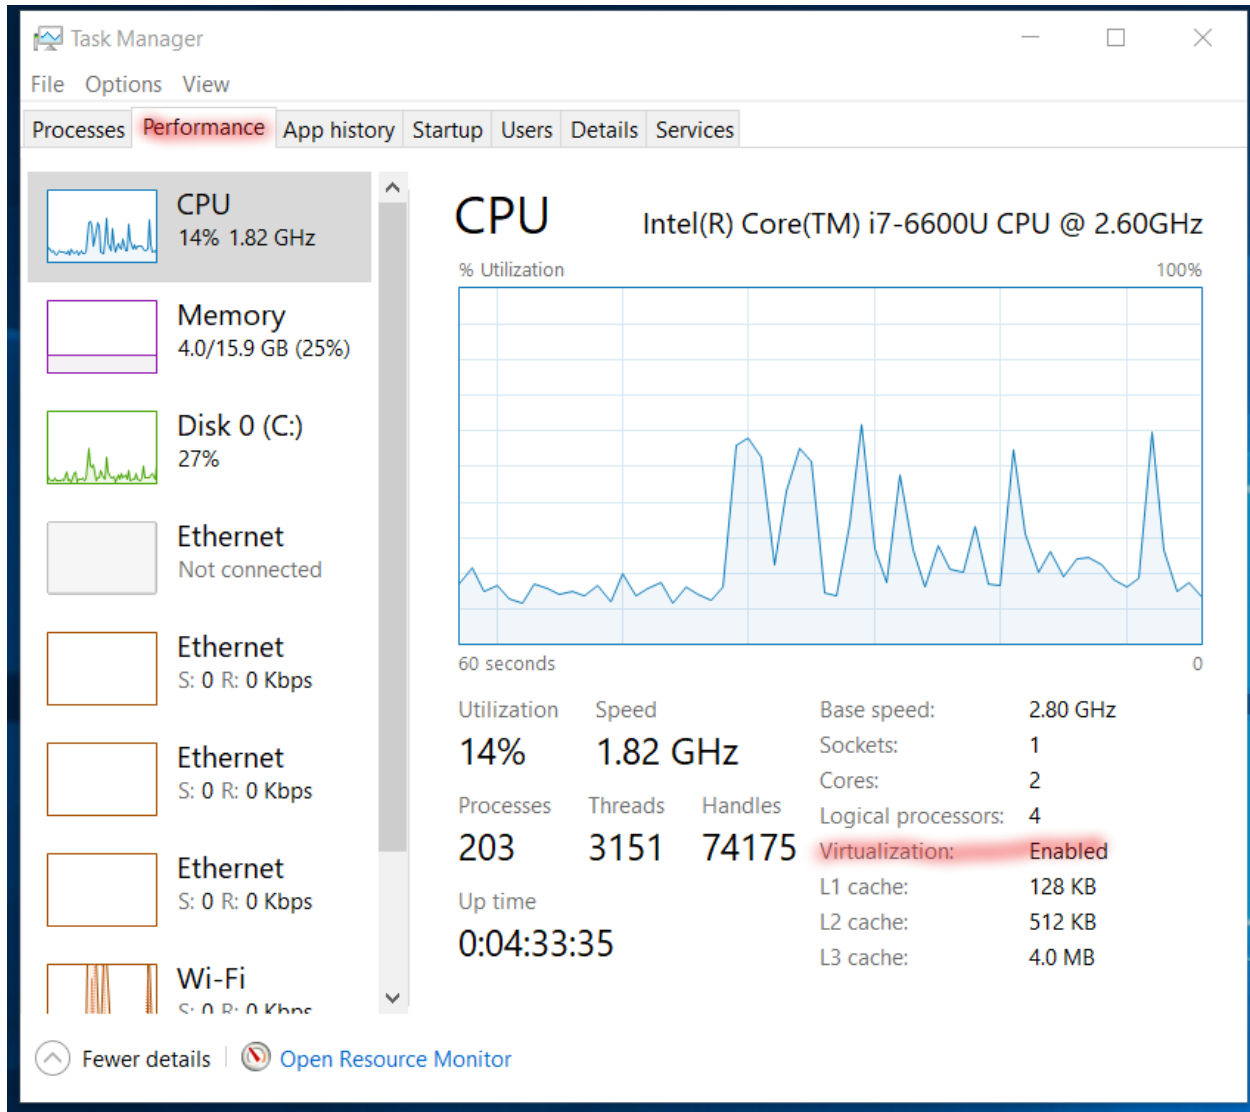 Task Manager
File Options View
Processes Performance App history Startup Users Details Services
CPU
14% 1.82 GHz
Memory
4.0/15.9 GB (25%)
Disk 0 (C:)
27%
Ethernet
Not connected
Ethernet
S: 0 R: 0 Kbps
Ethernet
S: 0 R: 0 Kbps
Ethernet
S: 0 R: 0 Kbps
Wi-Fi
S: 0 R: 0 Kbps
CPU Intel(R) Core(TM) i7-6600U CPU @ 2.60GHz
% Utilization 100%
60 seconds 0
Utilization Speed
14% 1.82 GHz
Processes Threads Handles
203 3151 74175
Up time
0:04:33:35
Base speed: 2.80 GHz
Sockets: 1
Cores: 2
Logical processors: 4
Virtualization: Enabled
L1 cache: 128 KB
L2 cache: 512 KB
L3 cache: 4.0 MB
Fewer details Open Resource Monitor